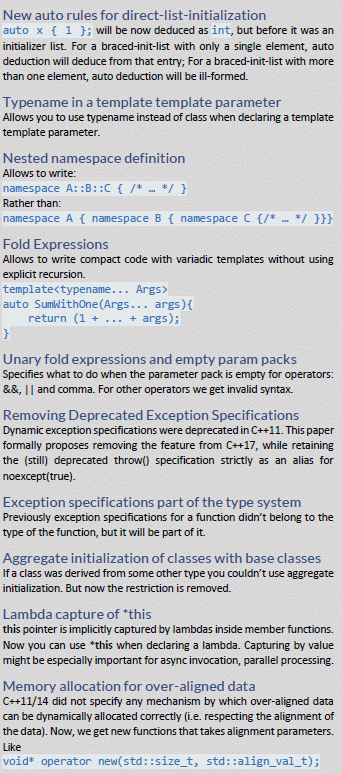 New auto rules for direct-list-initialization
auto x { 1 }; will be now deduced as int, but before it was an
initializer list. For a braced-init-list with only a single element, auto
deduction will deduce from that entry; For a braced-init-list with more
than one element, auto deduction will be ill-formed.
Typename in a template template parameter
Allows you to use typename instead of class when declaring a template
template parameter.
Nested namespace definition
Allows to write:
namespace A::B::C { /* … */ }
Rather than:
namespace A { namespace B { namespace C {/* … */ }}}
Fold Expressions
Allows to write compact code with variadic templates without using
explicit recursion.
template<typename... Args>
auto SumWithOne(Args... args){
    return (1 + ... + args);
}
Unary fold expressions and empty param packs
Specifies what to do when the parameter pack is empty for operators:
&&, || and comma. For other operators we get invalid syntax.
Removing Deprecated Exception Specifications
Dynamic exception specifications were deprecated in C++11. This paper
formally proposes removing the feature from C++17, while retaining
the (still) deprecated throw() specification strictly as an alias for
noexcept(true).
Exception specifications part of the type system
Previously exception specifications for a function didn't belong to the
type of the function, but it will be part of it.
Aggregate initialization of classes with base classes
If a class was derived from some other type you couldn't use aggregate
initialization. But now the restriction is removed.
Lambda capture of *this
this pointer is implicitly captured by lambdas inside member functions.
Now you can use *this when declaring a lambda. Capturing by value
might be especially important for async invocation, parallel processing.
Memory allocation for over-aligned data
C++11/14 did not specify any mechanism by which over-aligned data
can be dynamically allocated correctly (i.e. respecting the alignment of
the data). Now, we get new functions that takes alignment parameters.
Like
void* operator new(std::size_t, std::align_val_t);